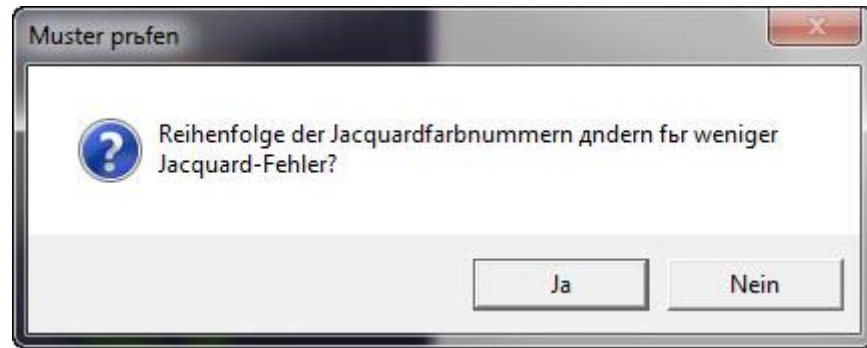 Muster prьfen
Reihenfolge der Jacquardfarbnummern дndern fьr weniger
Jacquard-Fehler?
Ja
Nein